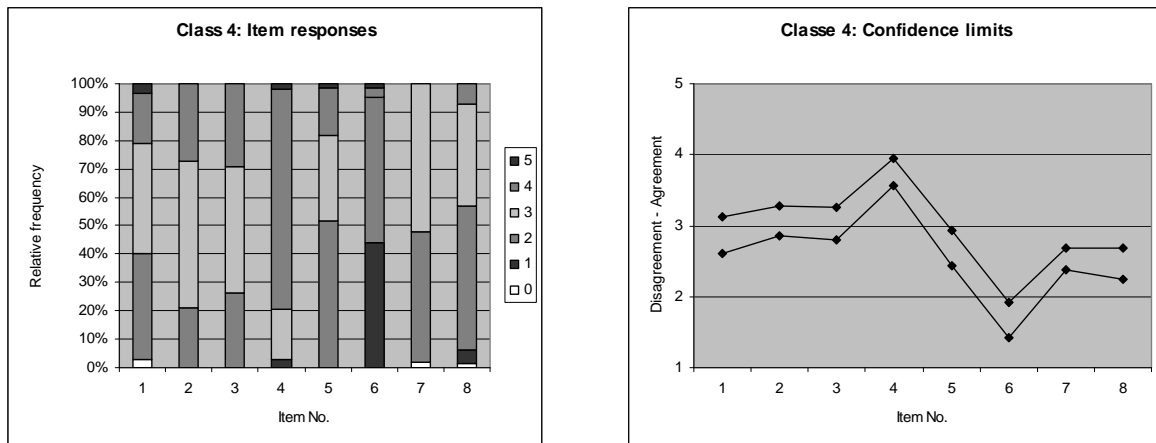 Class 4: Item responses
100%
90%
80%
70%
60%
50%
40%
30%
20%
10%
0%
Relative frequency
1 2 3 4 5 6 7 8
Item No.
5
4
3
2
1
0
Classe 4: Confidence limits
5
4
3
2
1
Disagreement - Agreement
1 2 3 4 5 6 7 8
Item No.